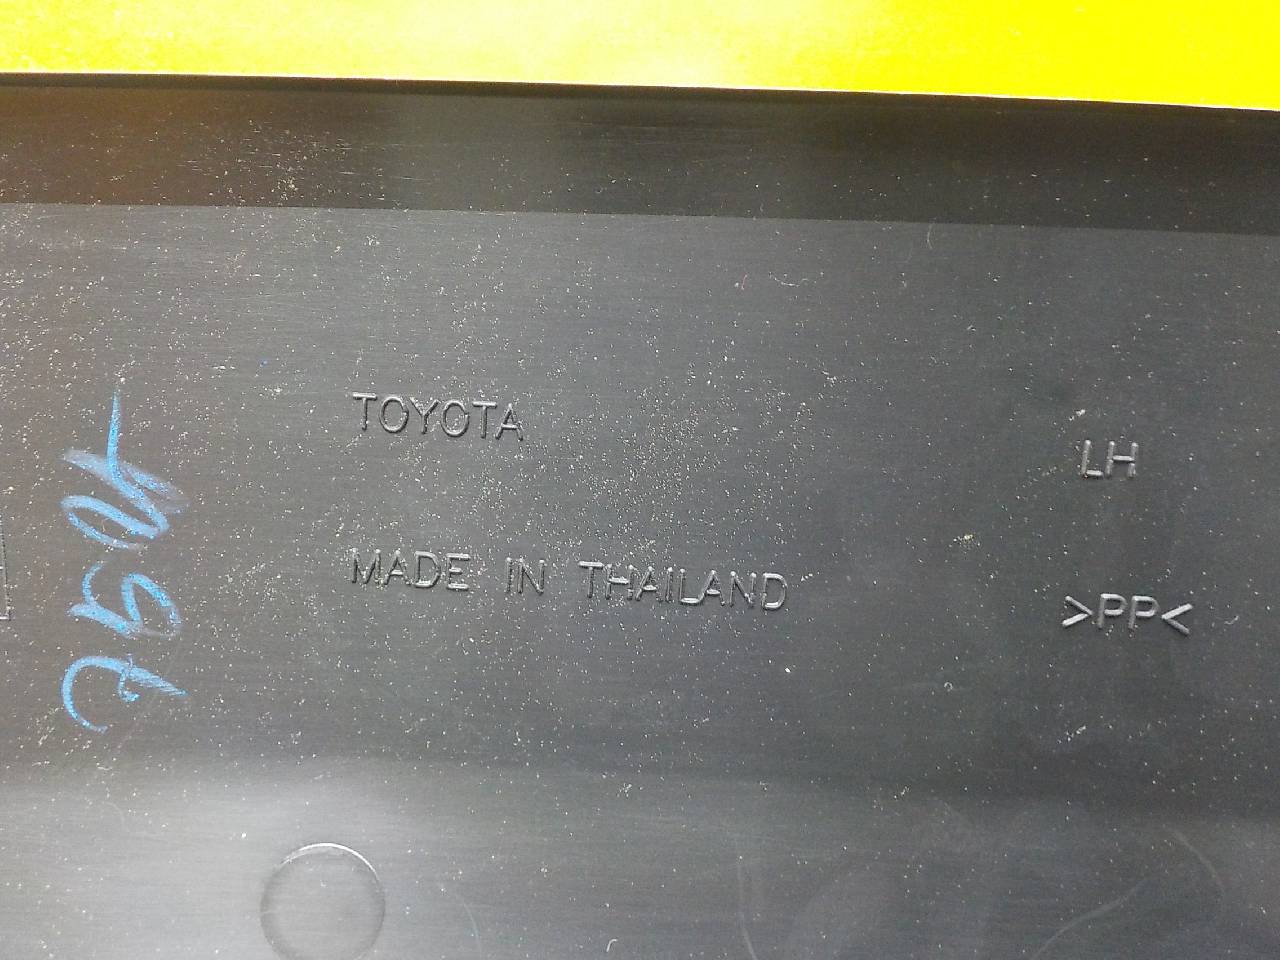 TOYOTA
LH
MADE IN THAILAND
>PP<